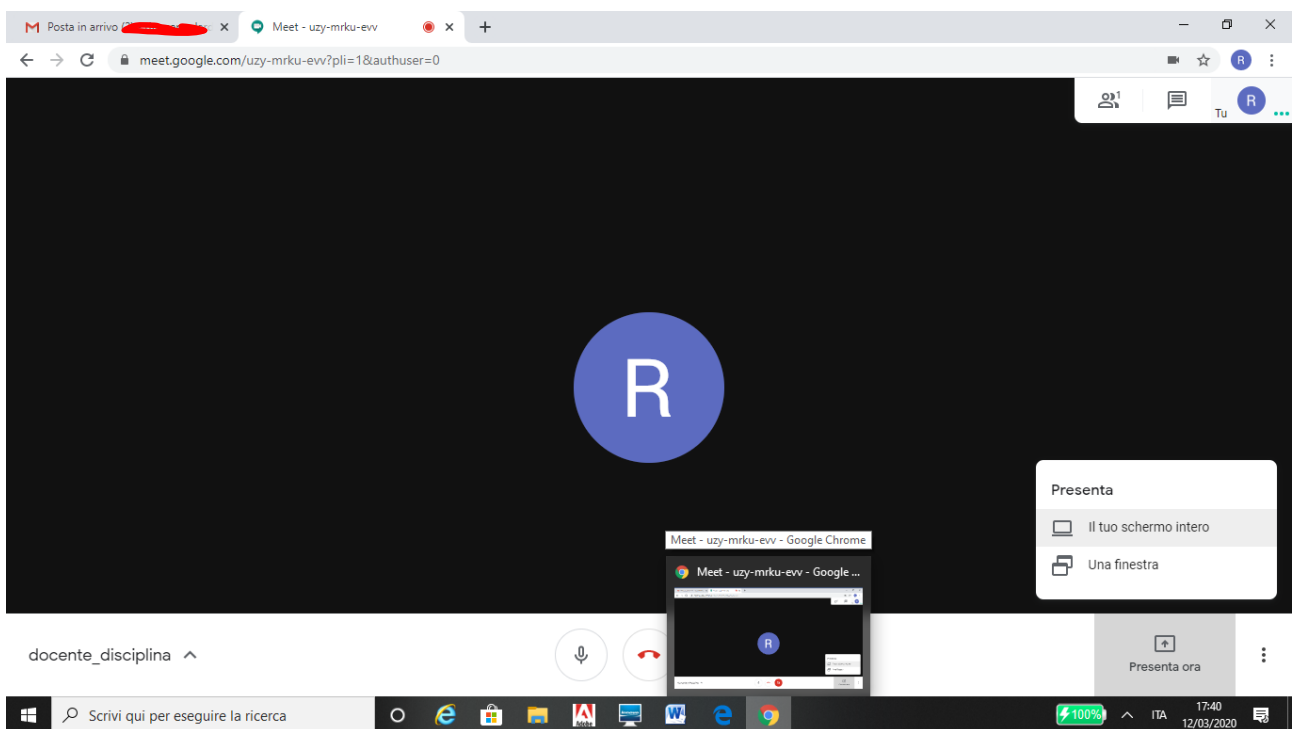 Posta in arrivo
Meet - uzy-mrku-evv
meet.google.com/uzy-mrku-evv?pli=1&authuser=0
R
1
Tu
R
R
Presenta
Il tuo schermo intero
Una finestra
Meet - uzy-mrku-evv - Google Chrome
Meet - uzy-mrku-evv - Google ...
R
docente_disciplina
Presenta ora
Scrivi qui per eseguire la ricerca
Adobe
W
100%
ITA
17:40
12/03/2020